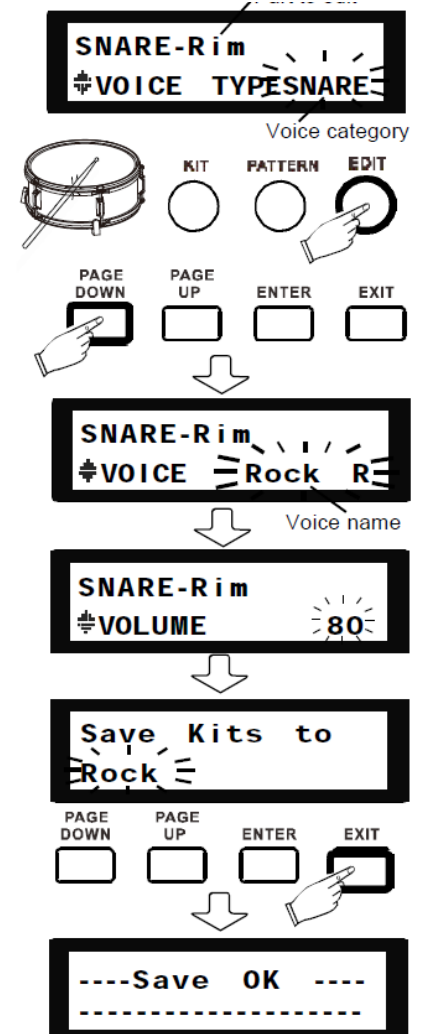 SNARE-Rim
VOICE TYPESNARE
Voice category
KIT PATTERN EDIT
PAGE DOWN PAGE UP ENTER EXIT
SNARE-Rim
VOICE Rock R
Voice name
SNARE-Rim
VOLUME 80
Save Kits to
Rock
PAGE DOWN PAGE UP ENTER EXIT
----Save OK ----
--------------------